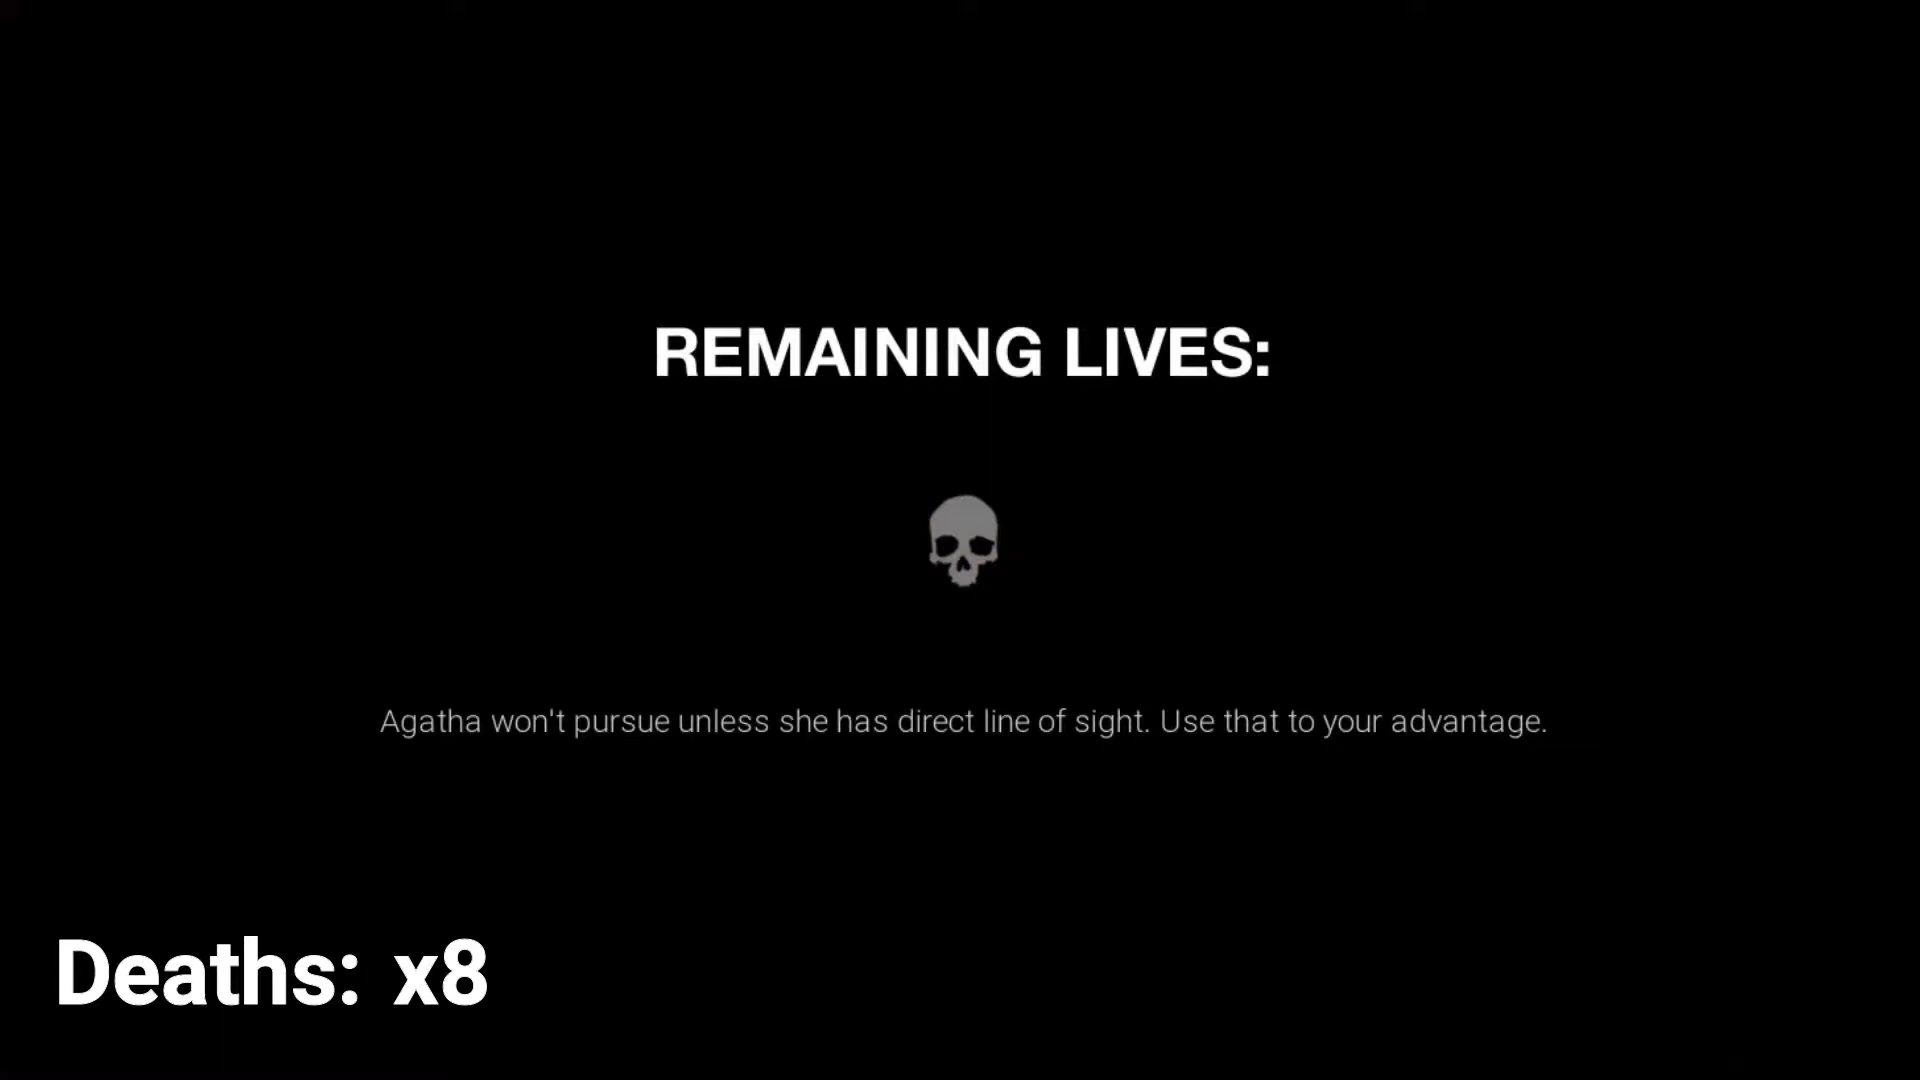 REMAINING LIVES:
Agatha won't pursue unless she has direct line of sight. Use that to your advantage.
Deaths: x8